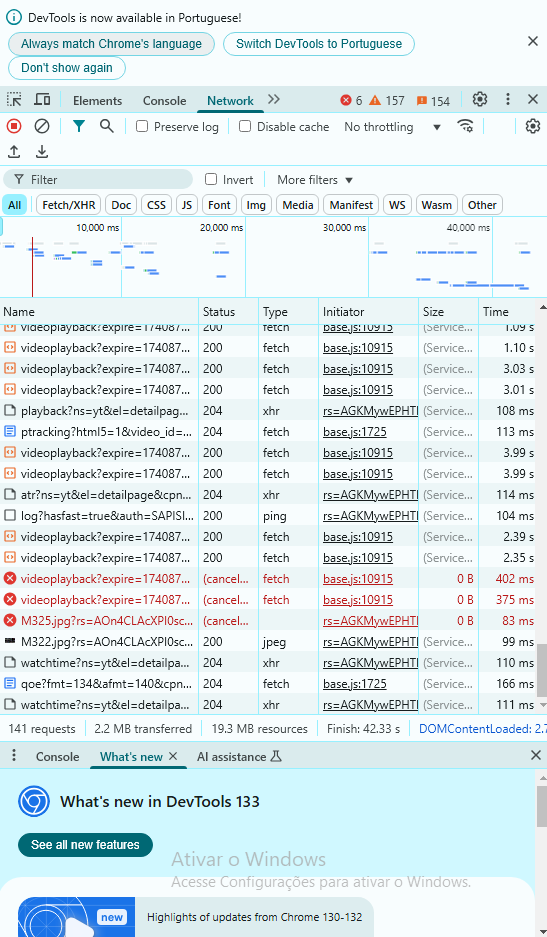 DevTools is now available in Portuguese!
Always match Chrome's language Switch DevTools to Portuguese
Don't show again
Elements Console Network 6 157 154
Preserve log Disable cache No throttling
Filter Invert More filters
All Fetch/XHR Doc CSS JS Font Img Media Manifest WS Wasm Other
10,000 ms 20,000 ms 30,000 ms 40,000 ms
Name Status Type Initiator Size Time
videoplayback?expire=174087... 200 fetch base.js:10915 (Service... 1.09 s
videoplayback?expire=174087... 200 fetch base.js:10915 (Service... 1.10 s
videoplayback?expire=174087... 200 fetch base.js:10915 (Service... 3.03 s
videoplayback?expire=174087... 200 fetch base.js:10915 (Service... 3.01 s
playback?ns=yt&el=detailpag... 204 xhr rs=AGKMywEPHTI (Service... 108 ms
ptracking?html5=1&video_id=... 204 fetch base.js:1725 (Service... 113 ms
videoplayback?expire=174087... 200 fetch base.js:10915 (Service... 3.99 s
videoplayback?expire=174087... 200 fetch base.js:10915 (Service... 3.99 s
atr?ns=yt&el=detailpage&cpn... 204 xhr rs=AGKMywEPHTI (Service... 114 ms
log?hasfast=true&auth=SAPISI... 200 ping rs=AGKMywEPHTI (Service... 104 ms
videoplayback?expire=174087... 200 fetch base.js:10915 (Service... 2.39 s
videoplayback?expire=174087... 200 fetch base.js:10915 (Service... 2.35 s
videoplayback?expire=174087... (cancel... fetch base.js:10915 0 B 402 ms
videoplayback?expire=174087... (cancel... fetch base.js:10915 0 B 375 ms
M325.jpg?rs=AOn4CLAcXPI0sc... (cancel... rs=AGKMywEPHTI 0 B 83 ms
M322.jpg?rs=AOn4CLAcXPI0sc... 200 jpeg rs=AGKMywEPHTI (Service... 99 ms
watchtime?ns=yt&el=detailpa... 204 xhr rs=AGKMywEPHTI (Service... 110 ms
qoe?fmt=134&afmt=140&cpn... 204 fetch base.js:1725 (Service... 166 ms
watchtime?ns=yt&el=detailpa... 204 xhr rs=AGKMywEPHTI (Service... 111 ms
141 requests 2.2 MB transferred 19.3 MB resources Finish: 42.33 s DOMContentLoaded: 2.7
Console What's new AI assistance
What's new in DevTools 133
See all new features
Ativar o Windows
Acesse Configurações para ativar o Windows.
new Highlights of updates from Chrome 130-132